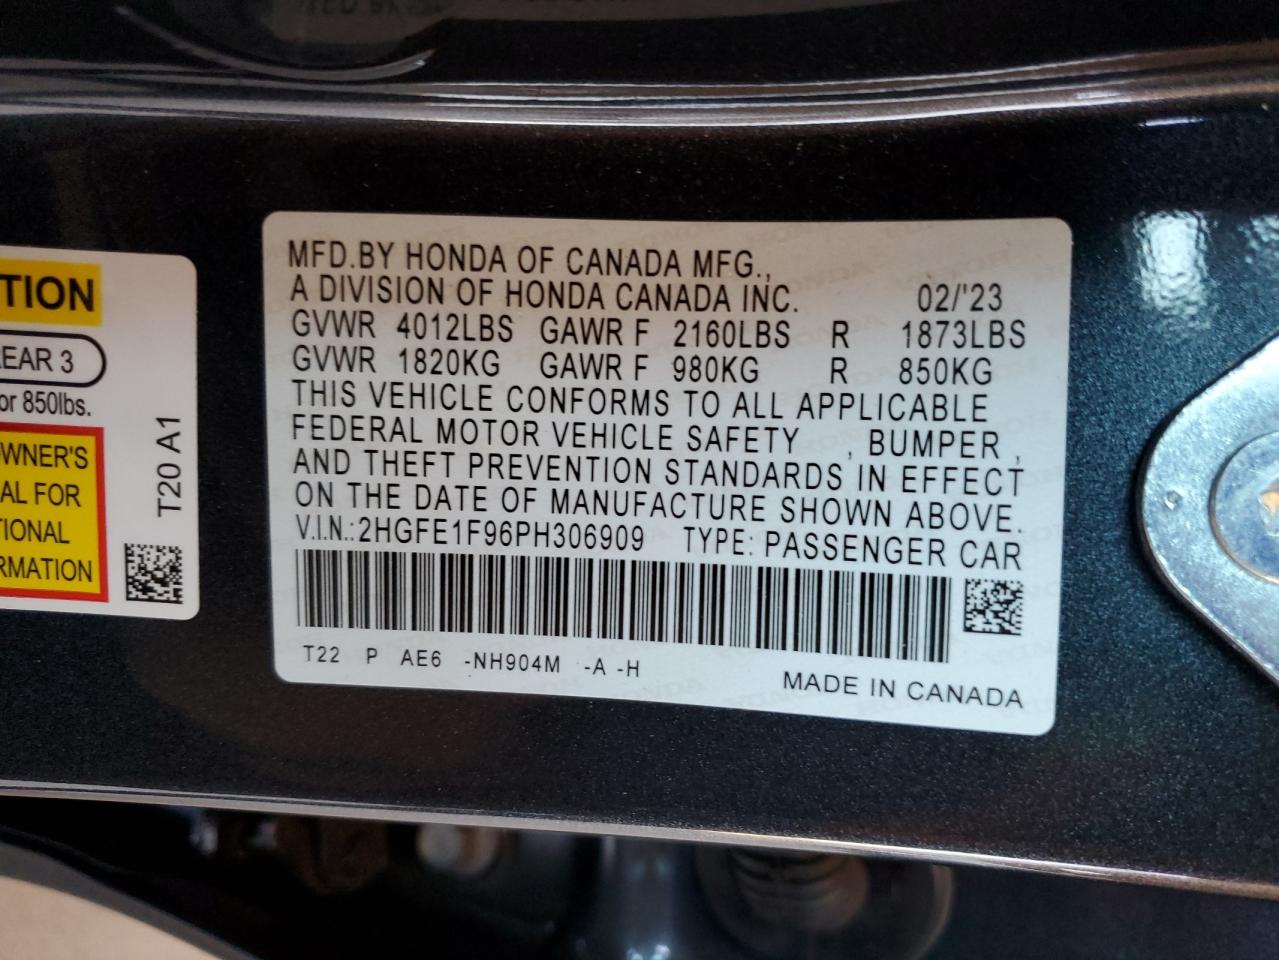 TION
REAR 3
or 850lbs.
OWNER'S
AL FOR
TIONAL
RMATION
T20 A1
MFD.BY HONDA OF CANADA MFG.,
A DIVISION OF HONDA CANADA INC. 02/'23
GVWR 4012LBS GAWR F 2160LBS R 1873LBS
GVWR 1820KG GAWR F 980KG R 850KG
THIS VEHICLE CONFORMS TO ALL APPLICABLE
FEDERAL MOTOR VEHICLE SAFETY , BUMPER ,
AND THEFT PREVENTION STANDARDS IN EFFECT
ON THE DATE OF MANUFACTURE SHOWN ABOVE.
V.I.N.:2HGFE1F96PH306909 TYPE: PASSENGER CAR
T22 P AE6 -NH904M -A -H
MADE IN CANADA